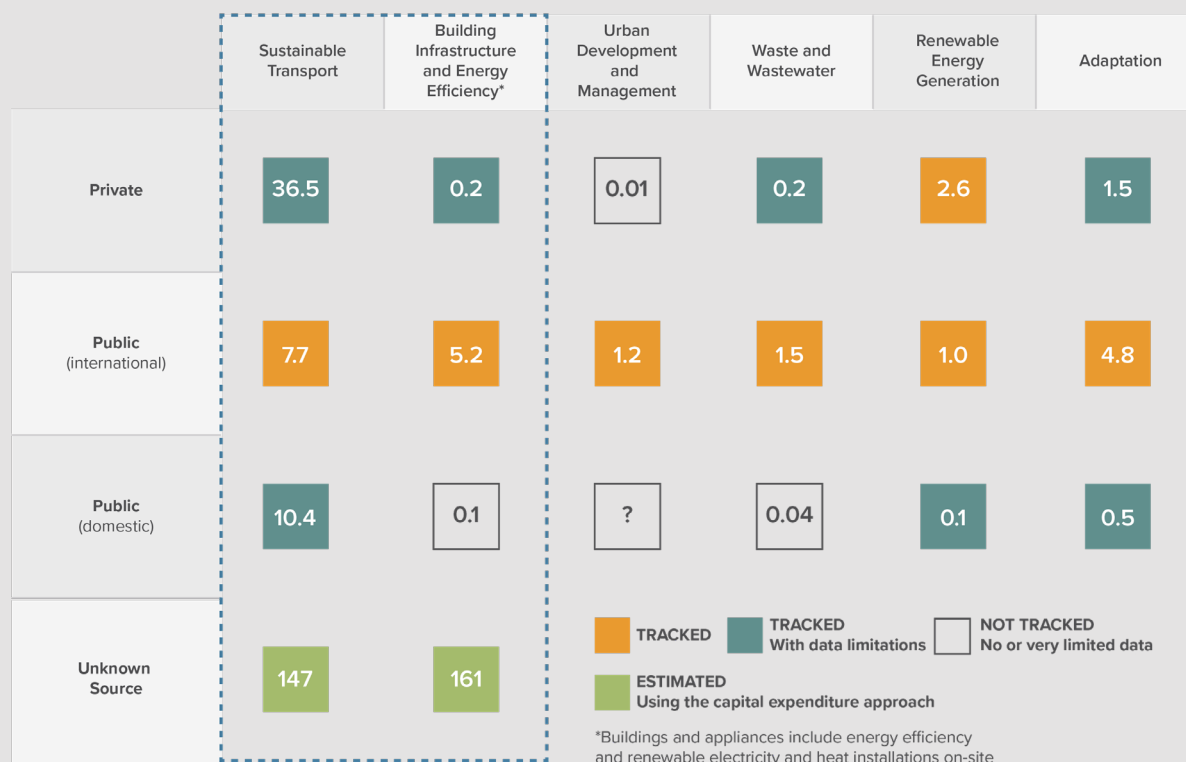 Sustainable
Transport
Building
Infrastructure
and Energy
Efficiency*
Urban
Development
and
Management
Waste and
Wastewater
Renewable
Energy
Generation
Adaptation
Private
36.5
0.2
0.01
0.2
2.6
1.5
Public
(international)
7.7
5.2
1.2
1.5
1.0
4.8
Public
(domestic)
10.4
0.1
?
0.04
0.1
0.5
Unknown
Source
147
161
TRACKED
TRACKED
With data limitations
NOT TRACKED
No or very limited data
ESTIMATED
Using the capital expenditure approach
*Buildings and appliances include energy efficiency
and renewable electricity and heat installations on-site